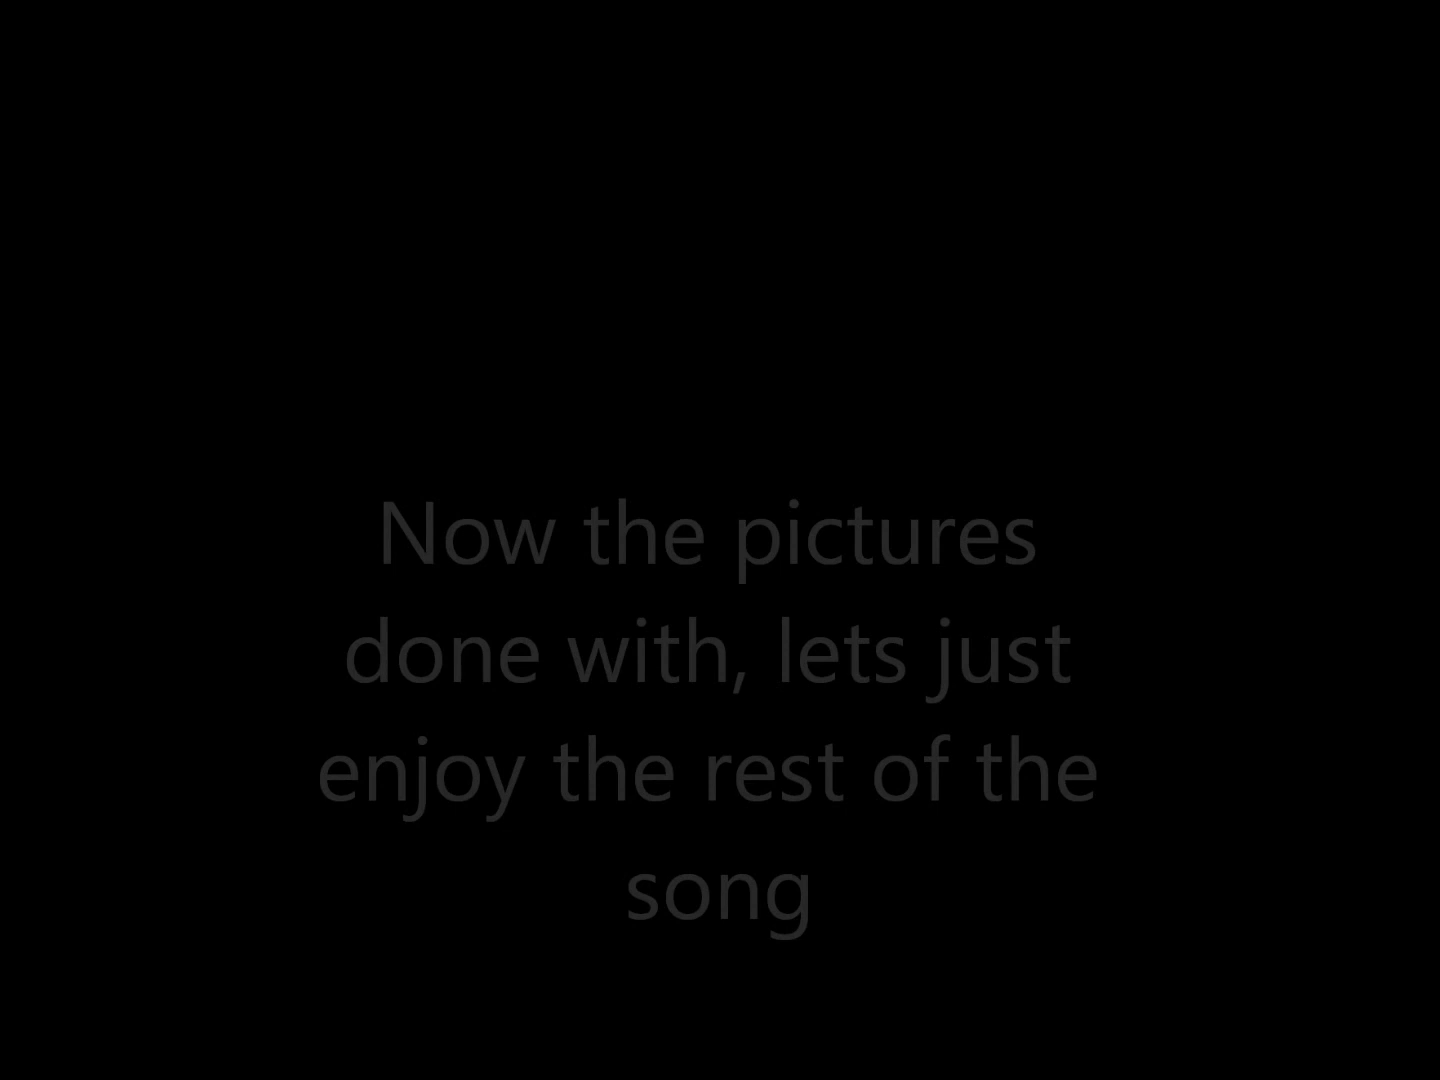 Now the pictures
done with, lets just
enjoy the rest of the
song